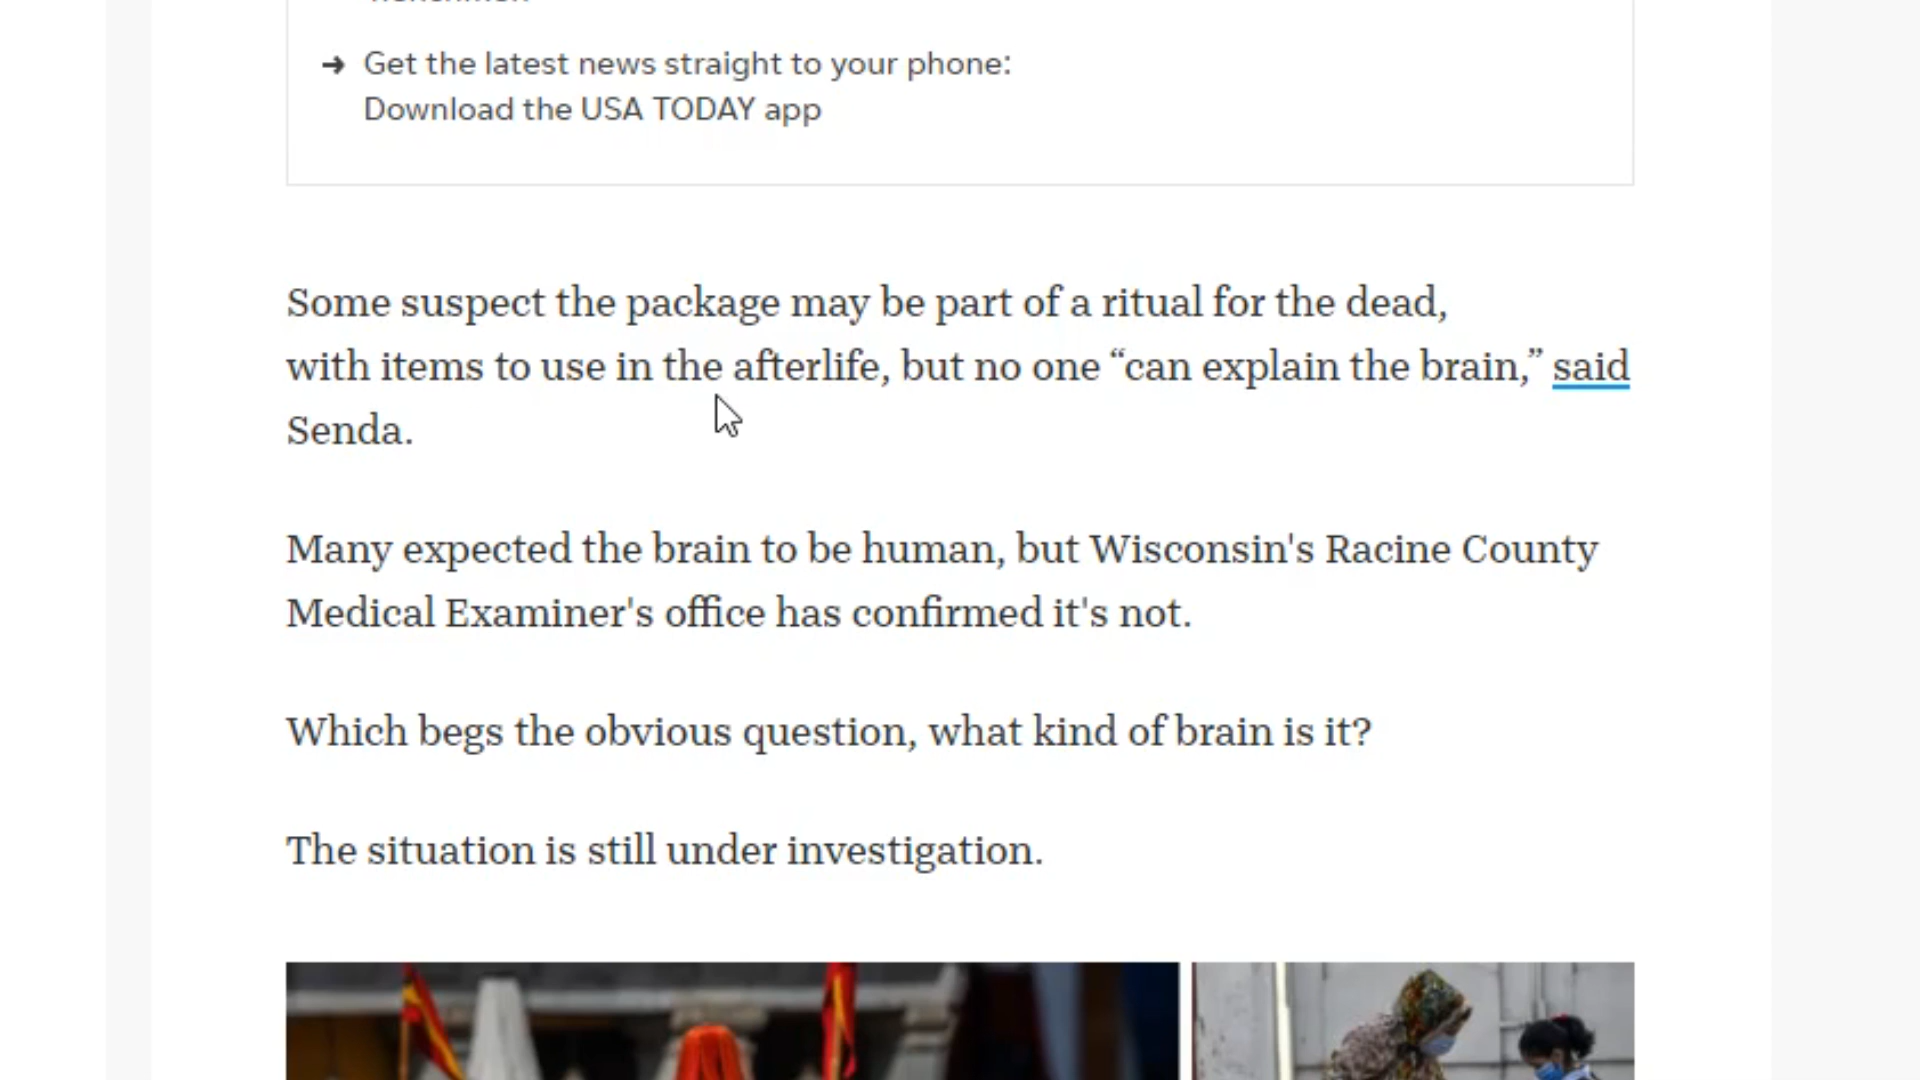 → Get the latest news straight to your phone:
Download the USA TODAY app
Some suspect the package may be part of a ritual for the dead,
with items to use in the afterlife, but no one “can explain the brain,” said
Senda.
Many expected the brain to be human, but Wisconsin's Racine County
Medical Examiner's office has confirmed it's not.
Which begs the obvious question, what kind of brain is it?
The situation is still under investigation.